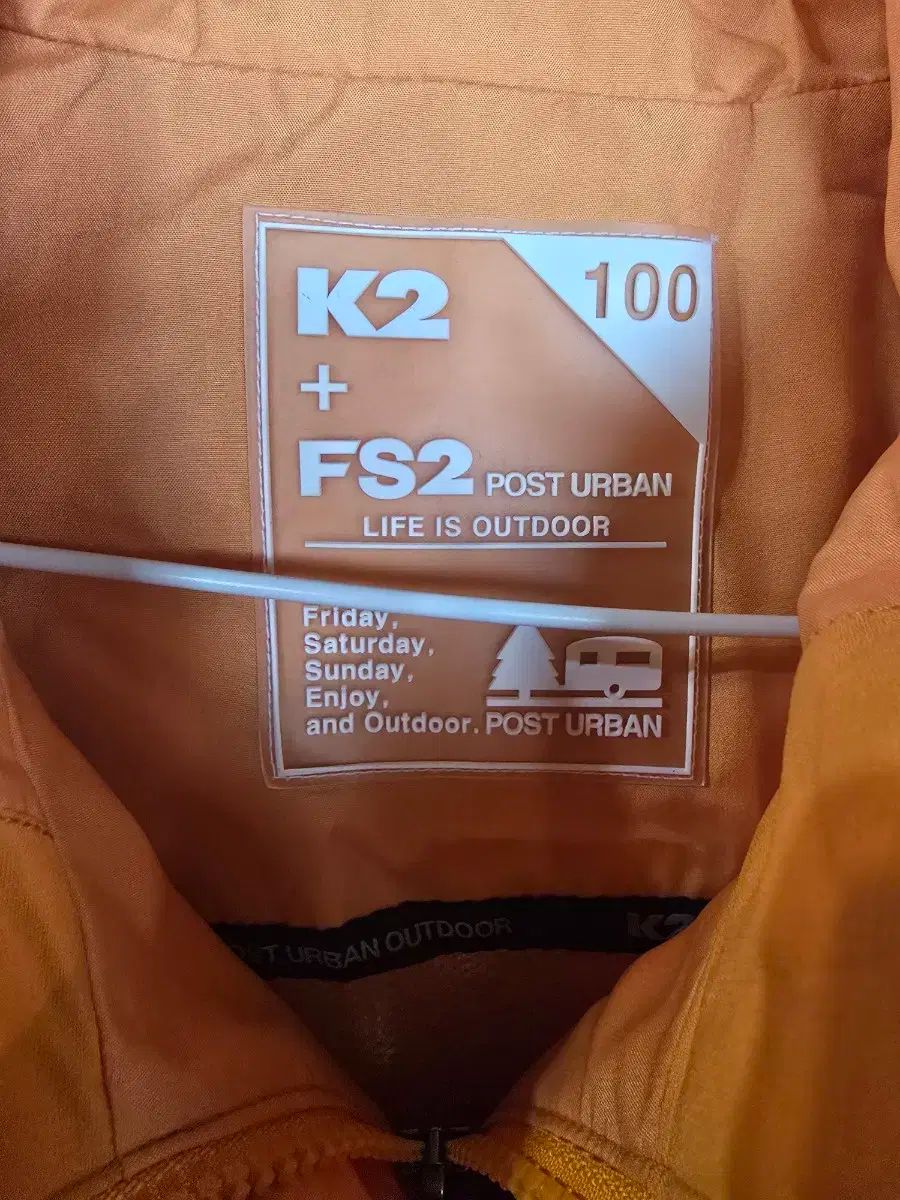 K2
100
+
FS2 POST URBAN
LIFE IS OUTDOOR
Friday,
Saturday,
Sunday,
Enjoy,
and Outdoor.
POST URBAN
URBAN OUTDOOR
K2